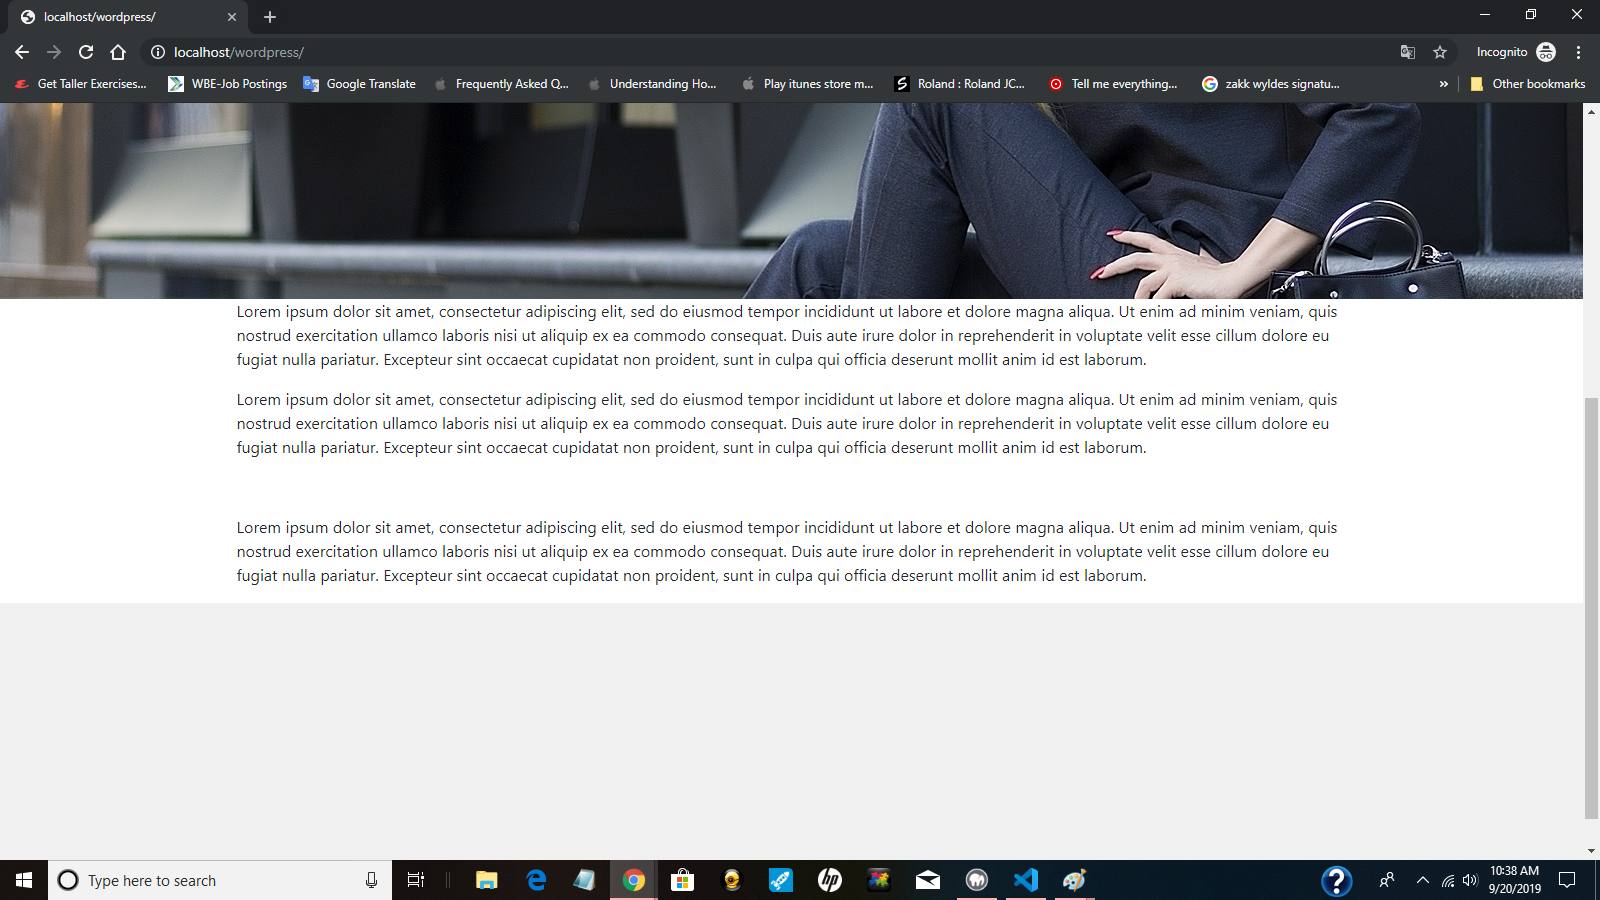 localhost/wordpress/
localhost/wordpress/
Incognito
Get Taller Exercises...
WBE-Job Postings
Google Translate
Frequently Asked Q...
Understanding Ho...
Play itunes store m...
Roland : Roland JC...
Tell me everything...
zakk wyldes signatu...
»
Other bookmarks
Lorem ipsum dolor sit amet, consectetur adipiscing elit, sed do eiusmod tempor incididunt ut labore et dolore magna aliqua. Ut enim ad minim veniam, quis
nostrud exercitation ullamco laboris nisi ut aliquip ex ea commodo consequat. Duis aute irure dolor in reprehenderit in voluptate velit esse cillum dolore eu
fugiat nulla pariatur. Excepteur sint occaecat cupidatat non proident, sunt in culpa qui officia deserunt mollit anim id est laborum.
Lorem ipsum dolor sit amet, consectetur adipiscing elit, sed do eiusmod tempor incididunt ut labore et dolore magna aliqua. Ut enim ad minim veniam, quis
nostrud exercitation ullamco laboris nisi ut aliquip ex ea commodo consequat. Duis aute irure dolor in reprehenderit in voluptate velit esse cillum dolore eu
fugiat nulla pariatur. Excepteur sint occaecat cupidatat non proident, sunt in culpa qui officia deserunt mollit anim id est laborum.
Lorem ipsum dolor sit amet, consectetur adipiscing elit, sed do eiusmod tempor incididunt ut labore et dolore magna aliqua. Ut enim ad minim veniam, quis
nostrud exercitation ullamco laboris nisi ut aliquip ex ea commodo consequat. Duis aute irure dolor in reprehenderit in voluptate velit esse cillum dolore eu
fugiat nulla pariatur. Excepteur sint occaecat cupidatat non proident, sunt in culpa qui officia deserunt mollit anim id est laborum.
Type here to search
hp
10:38 AM
9/20/2019